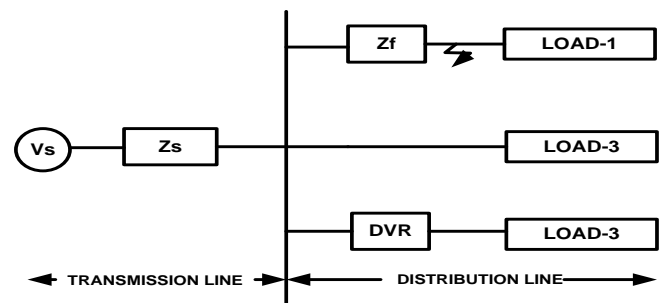 Zf
LOAD-1
Vs
Zs
LOAD-3
DVR
LOAD-3
TRANSMISSION LINE
DISTRIBUTION LINE